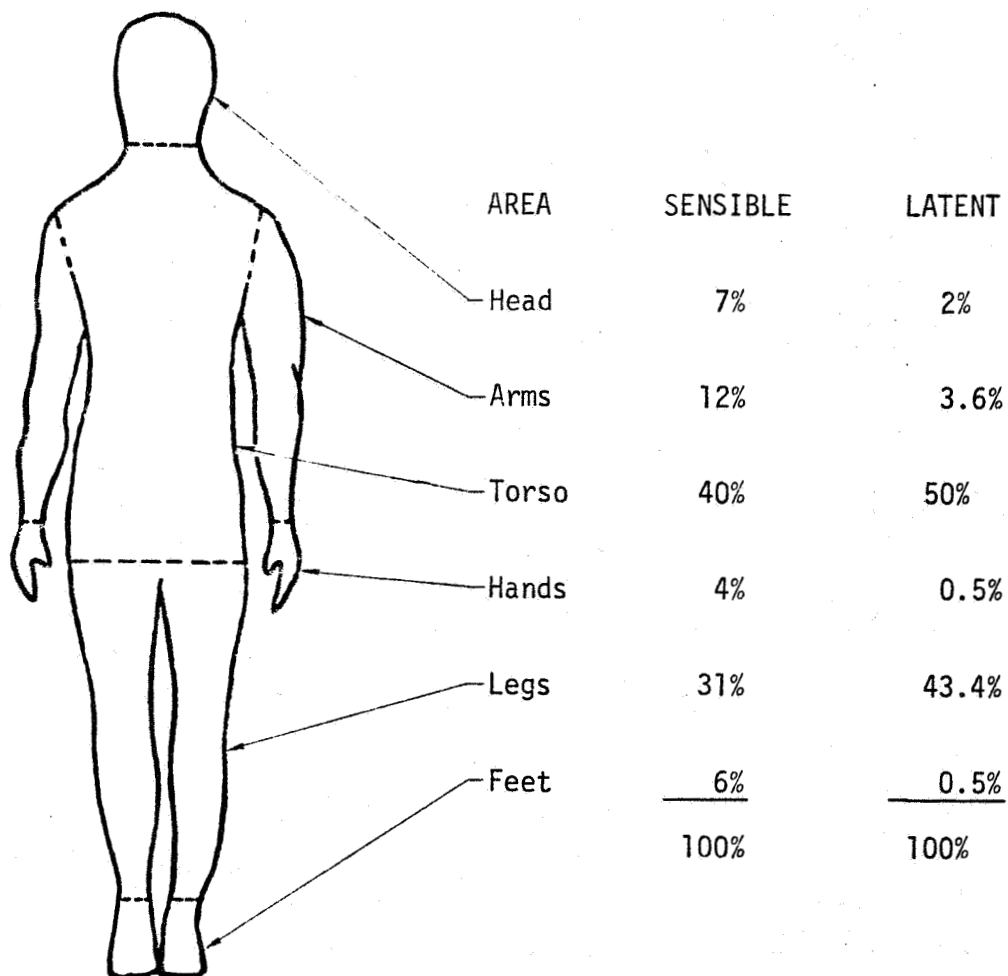 AREA SENSIBLE LATENT
Head 7% 2%
Arms 12% 3.6%
Torso 40% 50%
Hands 4% 0.5%
Legs 31% 43.4%
Feet 6% 0.5%
100% 100%